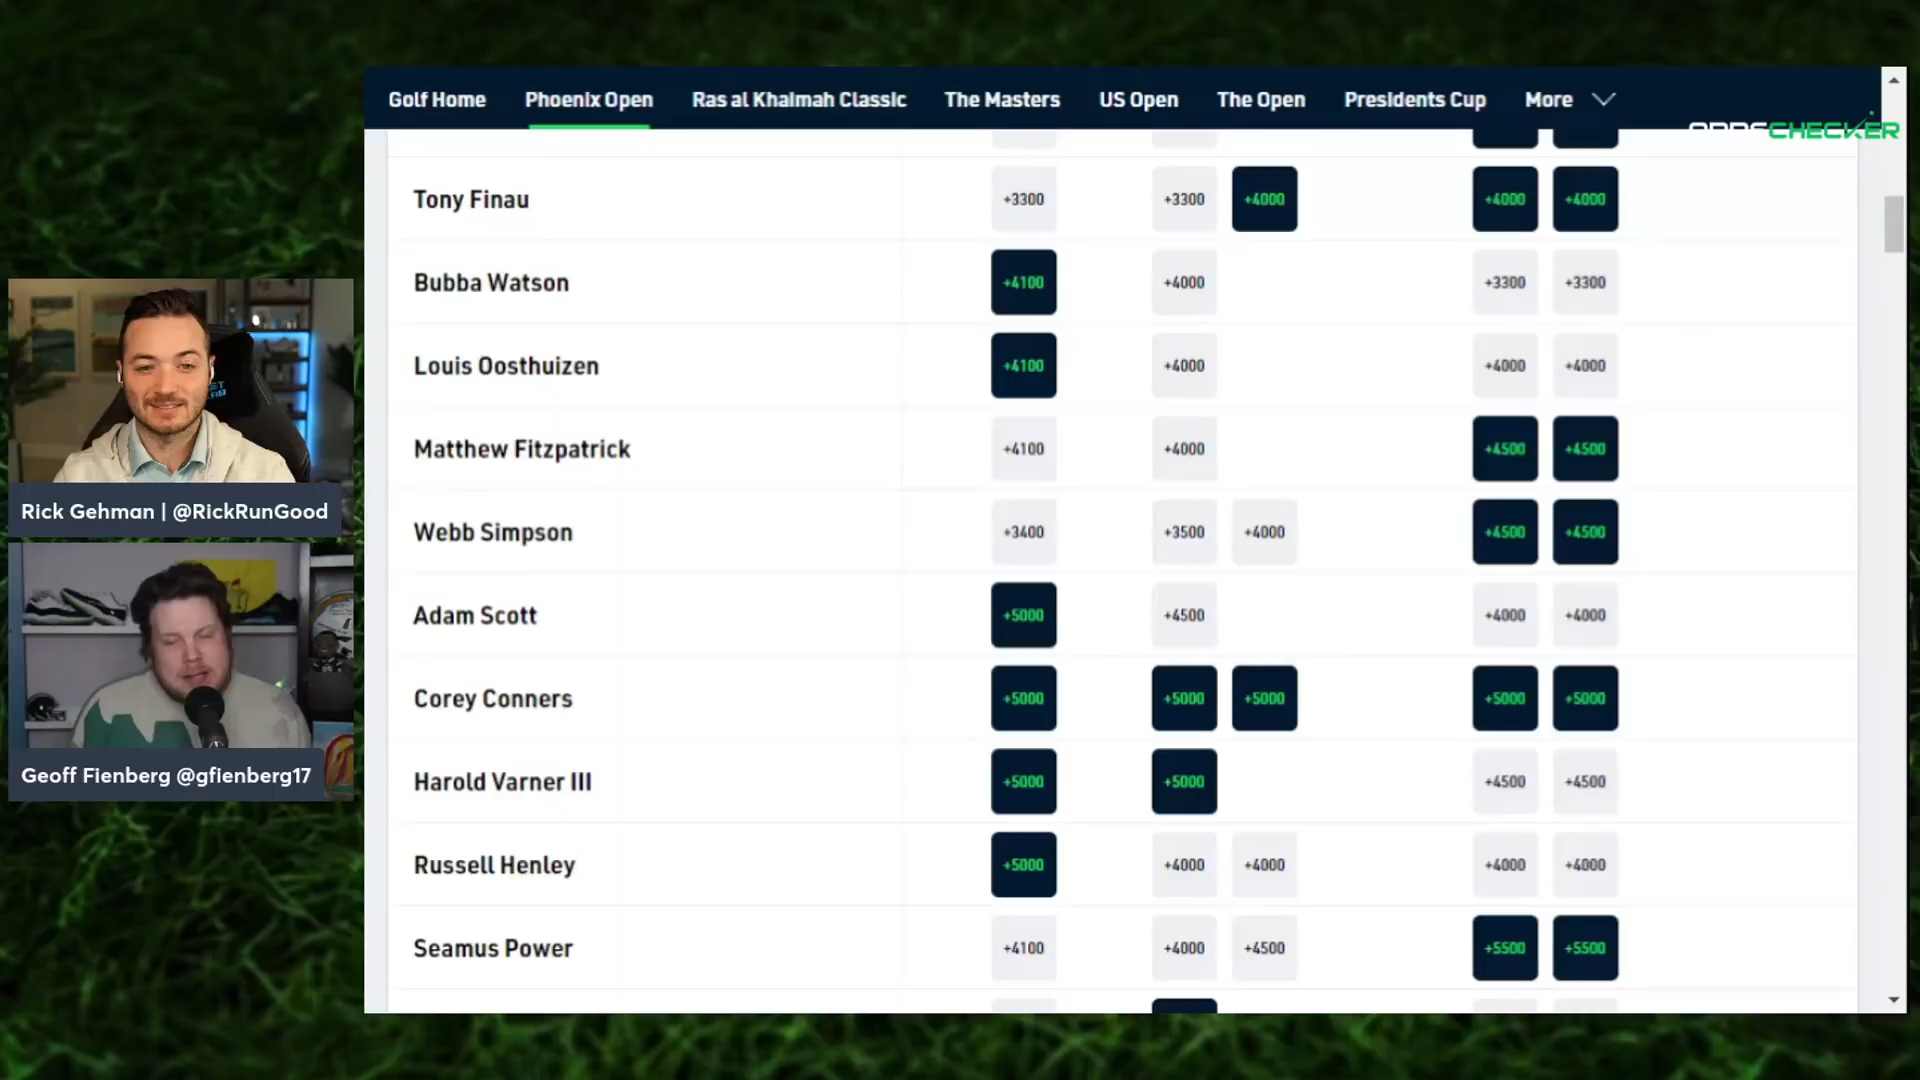 Golf Home Phoenix Open Ras al Khaimah Classic The Masters US Open The Open Presidents Cup More
ODDSCHECKER
Tony Finau +3300 +3300 +4000 +4000 +4000
Bubba Watson +4100 +4000 +3300 +3300
Louis Oosthuizen +4100 +4000 +4000 +4000
Matthew Fitzpatrick +4100 +4000 +4500 +4500
Webb Simpson +3400 +3500 +4000 +4500 +4500
Adam Scott +5000 +4500 +4000 +4000
Corey Conners +5000 +5000 +5000 +5000 +5000
Harold Varner III +5000 +5000 +4500 +4500
Russell Henley +5000 +4000 +4000 +4000 +4000
Seamus Power +4100 +4000 +4500 +5500 +5500
Rick Gehman | @RickRunGood
Geoff Fienberg @gfienberg17